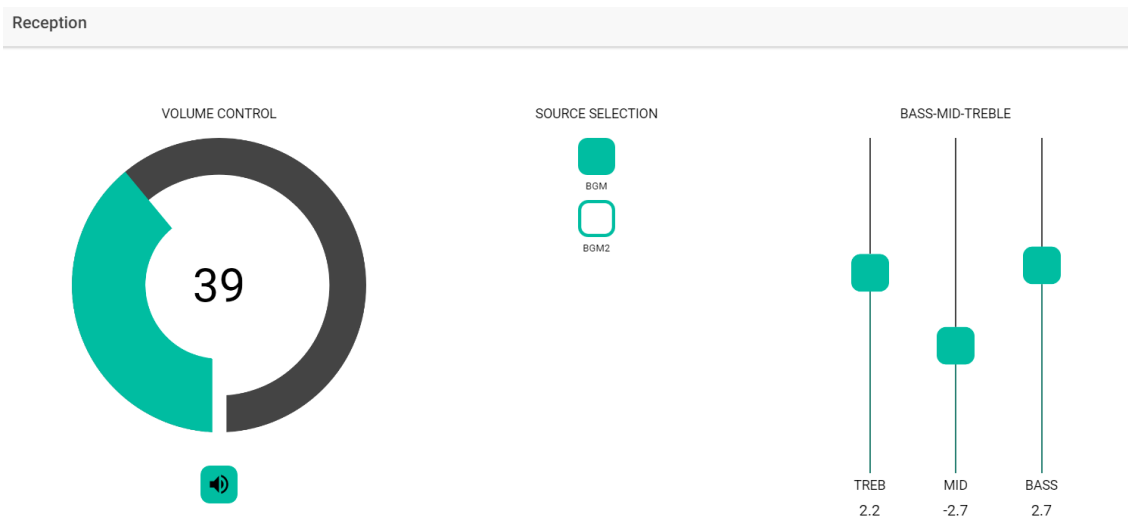 Reception
VOLUME CONTROL
39
SOURCE SELECTION
BGM
BGM2
BASS-MID-TREBLE
TREB MID BASS
2.2 -2.7 2.7